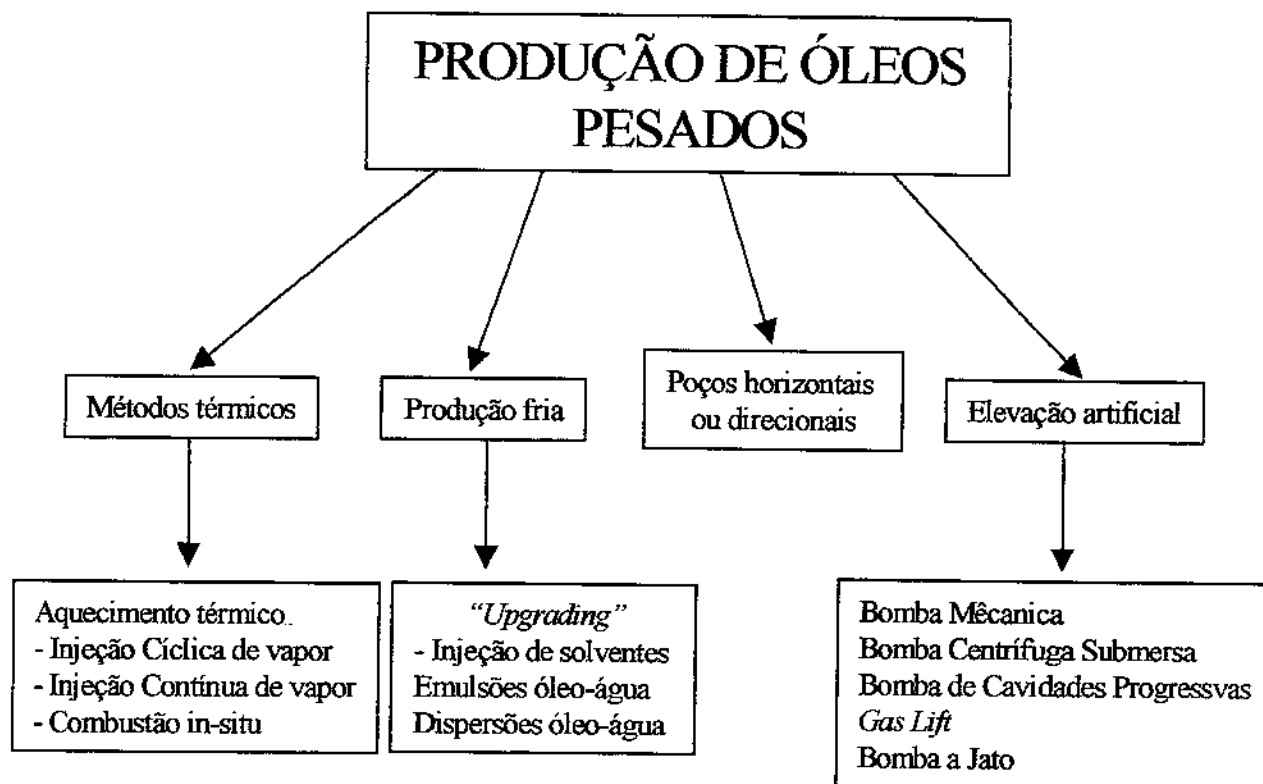 PRODUÇÃO DE ÓLEOS
PESADOS
Métodos térmicos
Produção fria
Poços horizontais
ou direcionais
Elevação artificial
Aquecimento térmico
- Injeção Cíclica de vapor
- Injeção Contínua de vapor
- Combustão in-situ
“Upgrading”
- Injeção de solventes
Emulsões óleo-água
Dispersões óleo-água
Bomba Mêcanica
Bomba Centrífuga Submersa
Bomba de Cavidades Progressvas
Gas Lift
Bomba a Jato